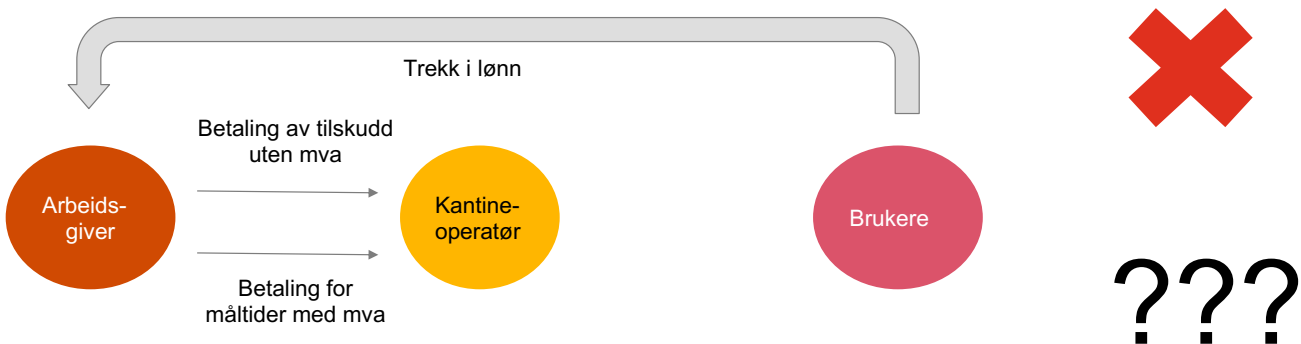 Trekk i lønn
Betaling av tilskudd
uten mva
Arbeids-
giver
Kantine-
operatør
Brukere
Betaling for
måltider med mva
???